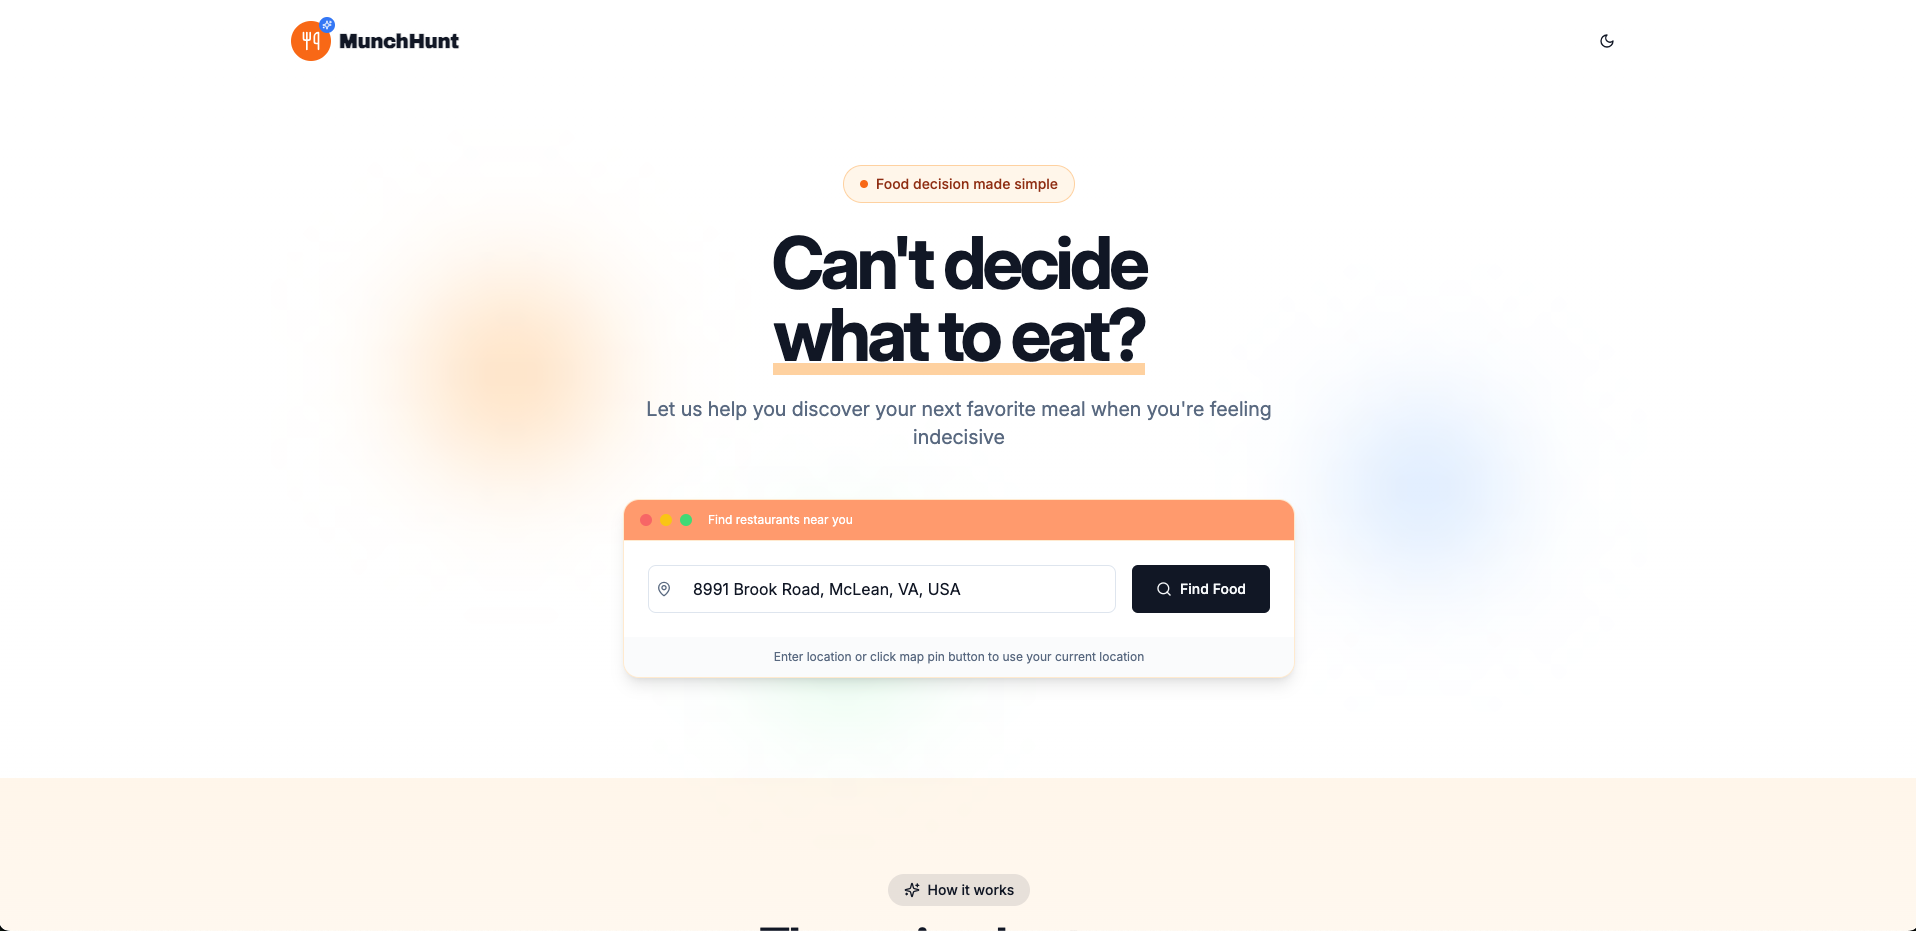 MunchHunt
Food decision made simple
Can't decide
what to eat?
Let us help you discover your next favorite meal when you're feeling
indecisive
Find restaurants near you
8991 Brook Road, McLean, VA, USA
Find Food
Enter location or click map pin button to use your current location
How it works